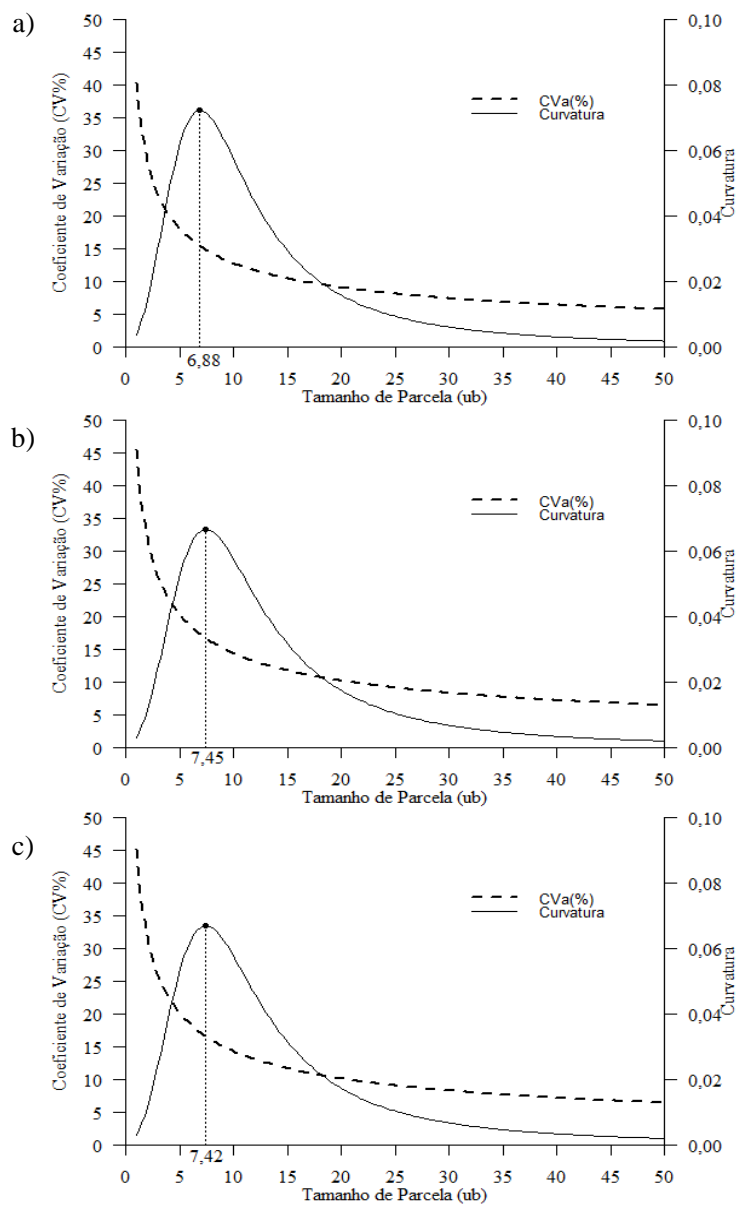 a)
50
45
40
35
30
25
20
15
10
5
0
Coeficiente de Variação (CV%)
CVa(%)
Curvatura
0,10
0,08
0,06
0,04
0,02
0,00
Curvatura
6,88
0 5 10 15 20 25 30 35 40 45 50
Tamanho de Parcela (ub)
b)
50
45
40
35
30
25
20
15
10
5
0
Coeficiente de Variação (CV%)
CVa(%)
Curvatura
0,10
0,08
0,06
0,04
0,02
0,00
Curvatura
7,45
0 5 10 15 20 25 30 35 40 45 50
Tamanho de Parcela (ub)
c)
50
45
40
35
30
25
20
15
10
5
0
Coeficiente de Variação (CV%)
CVa(%)
Curvatura
0,10
0,08
0,06
0,04
0,02
0,00
Curvatura
7,42
0 5 10 15 20 25 30 35 40 45 50
Tamanho de Parcela (ub)